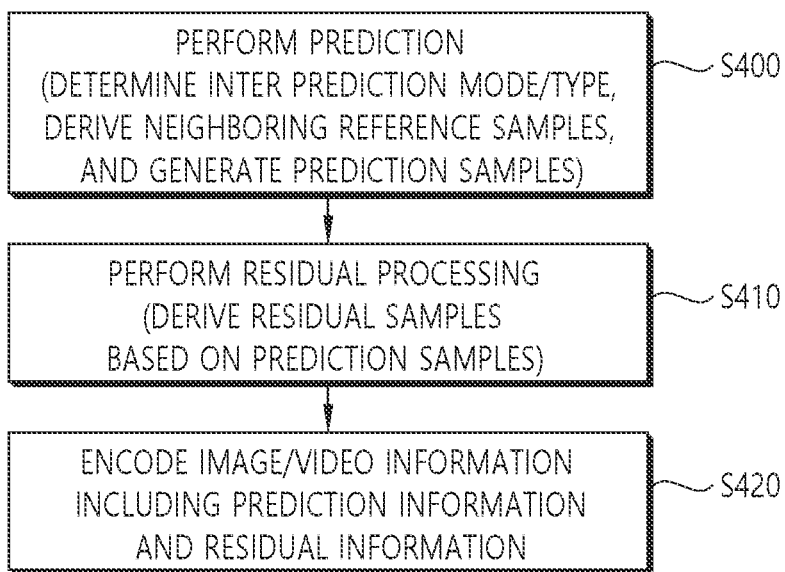 PERFORM PREDICTION
(DETERMINE INTER PREDICTION MODE/TYPE,
DERIVE NEIGHBORING REFERENCE SAMPLES,
AND GENERATE PREDICTION SAMPLES)
S400
PERFORM RESIDUAL PROCESSING
(DERIVE RESIDUAL SAMPLES
BASED ON PREDICTION SAMPLES)
S410
ENCODE IMAGE/VIDEO INFORMATION
INCLUDING PREDICTION INFORMATION
AND RESIDUAL INFORMATION
S420